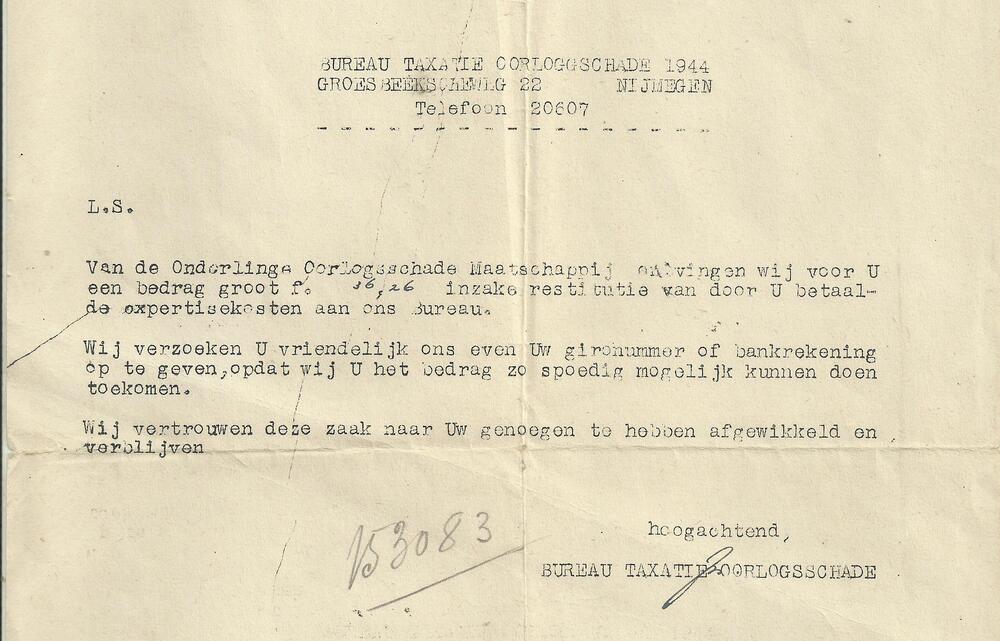 BUREAU TAXATIE OORLOGGSCHADE 1944
GROESBEEKSCHEWEG 22 NIJMEGEN
Telefoon 20607
L.S.
Van de Onderlinge Oorlogsschade Maatschappij ontvingen wij voor U
een bedrag groot f. 36,26 inzake restitutie van door U betaal-
de expertisekosten aan ons Bureau.
Wij verzoeken U vriendelijk ons even Uw gironummer of bankrekening
op te geven,opdat wij U het bedrag zo spoedig mogelijk kunnen doen
toekomen.
Wij vertrouwen deze zaak naar Uw genoegen te hebben afgewikkeld en
verblijven
hoogachtend,
BUREAU TAXATIE OORLOGSSCHADE
153083